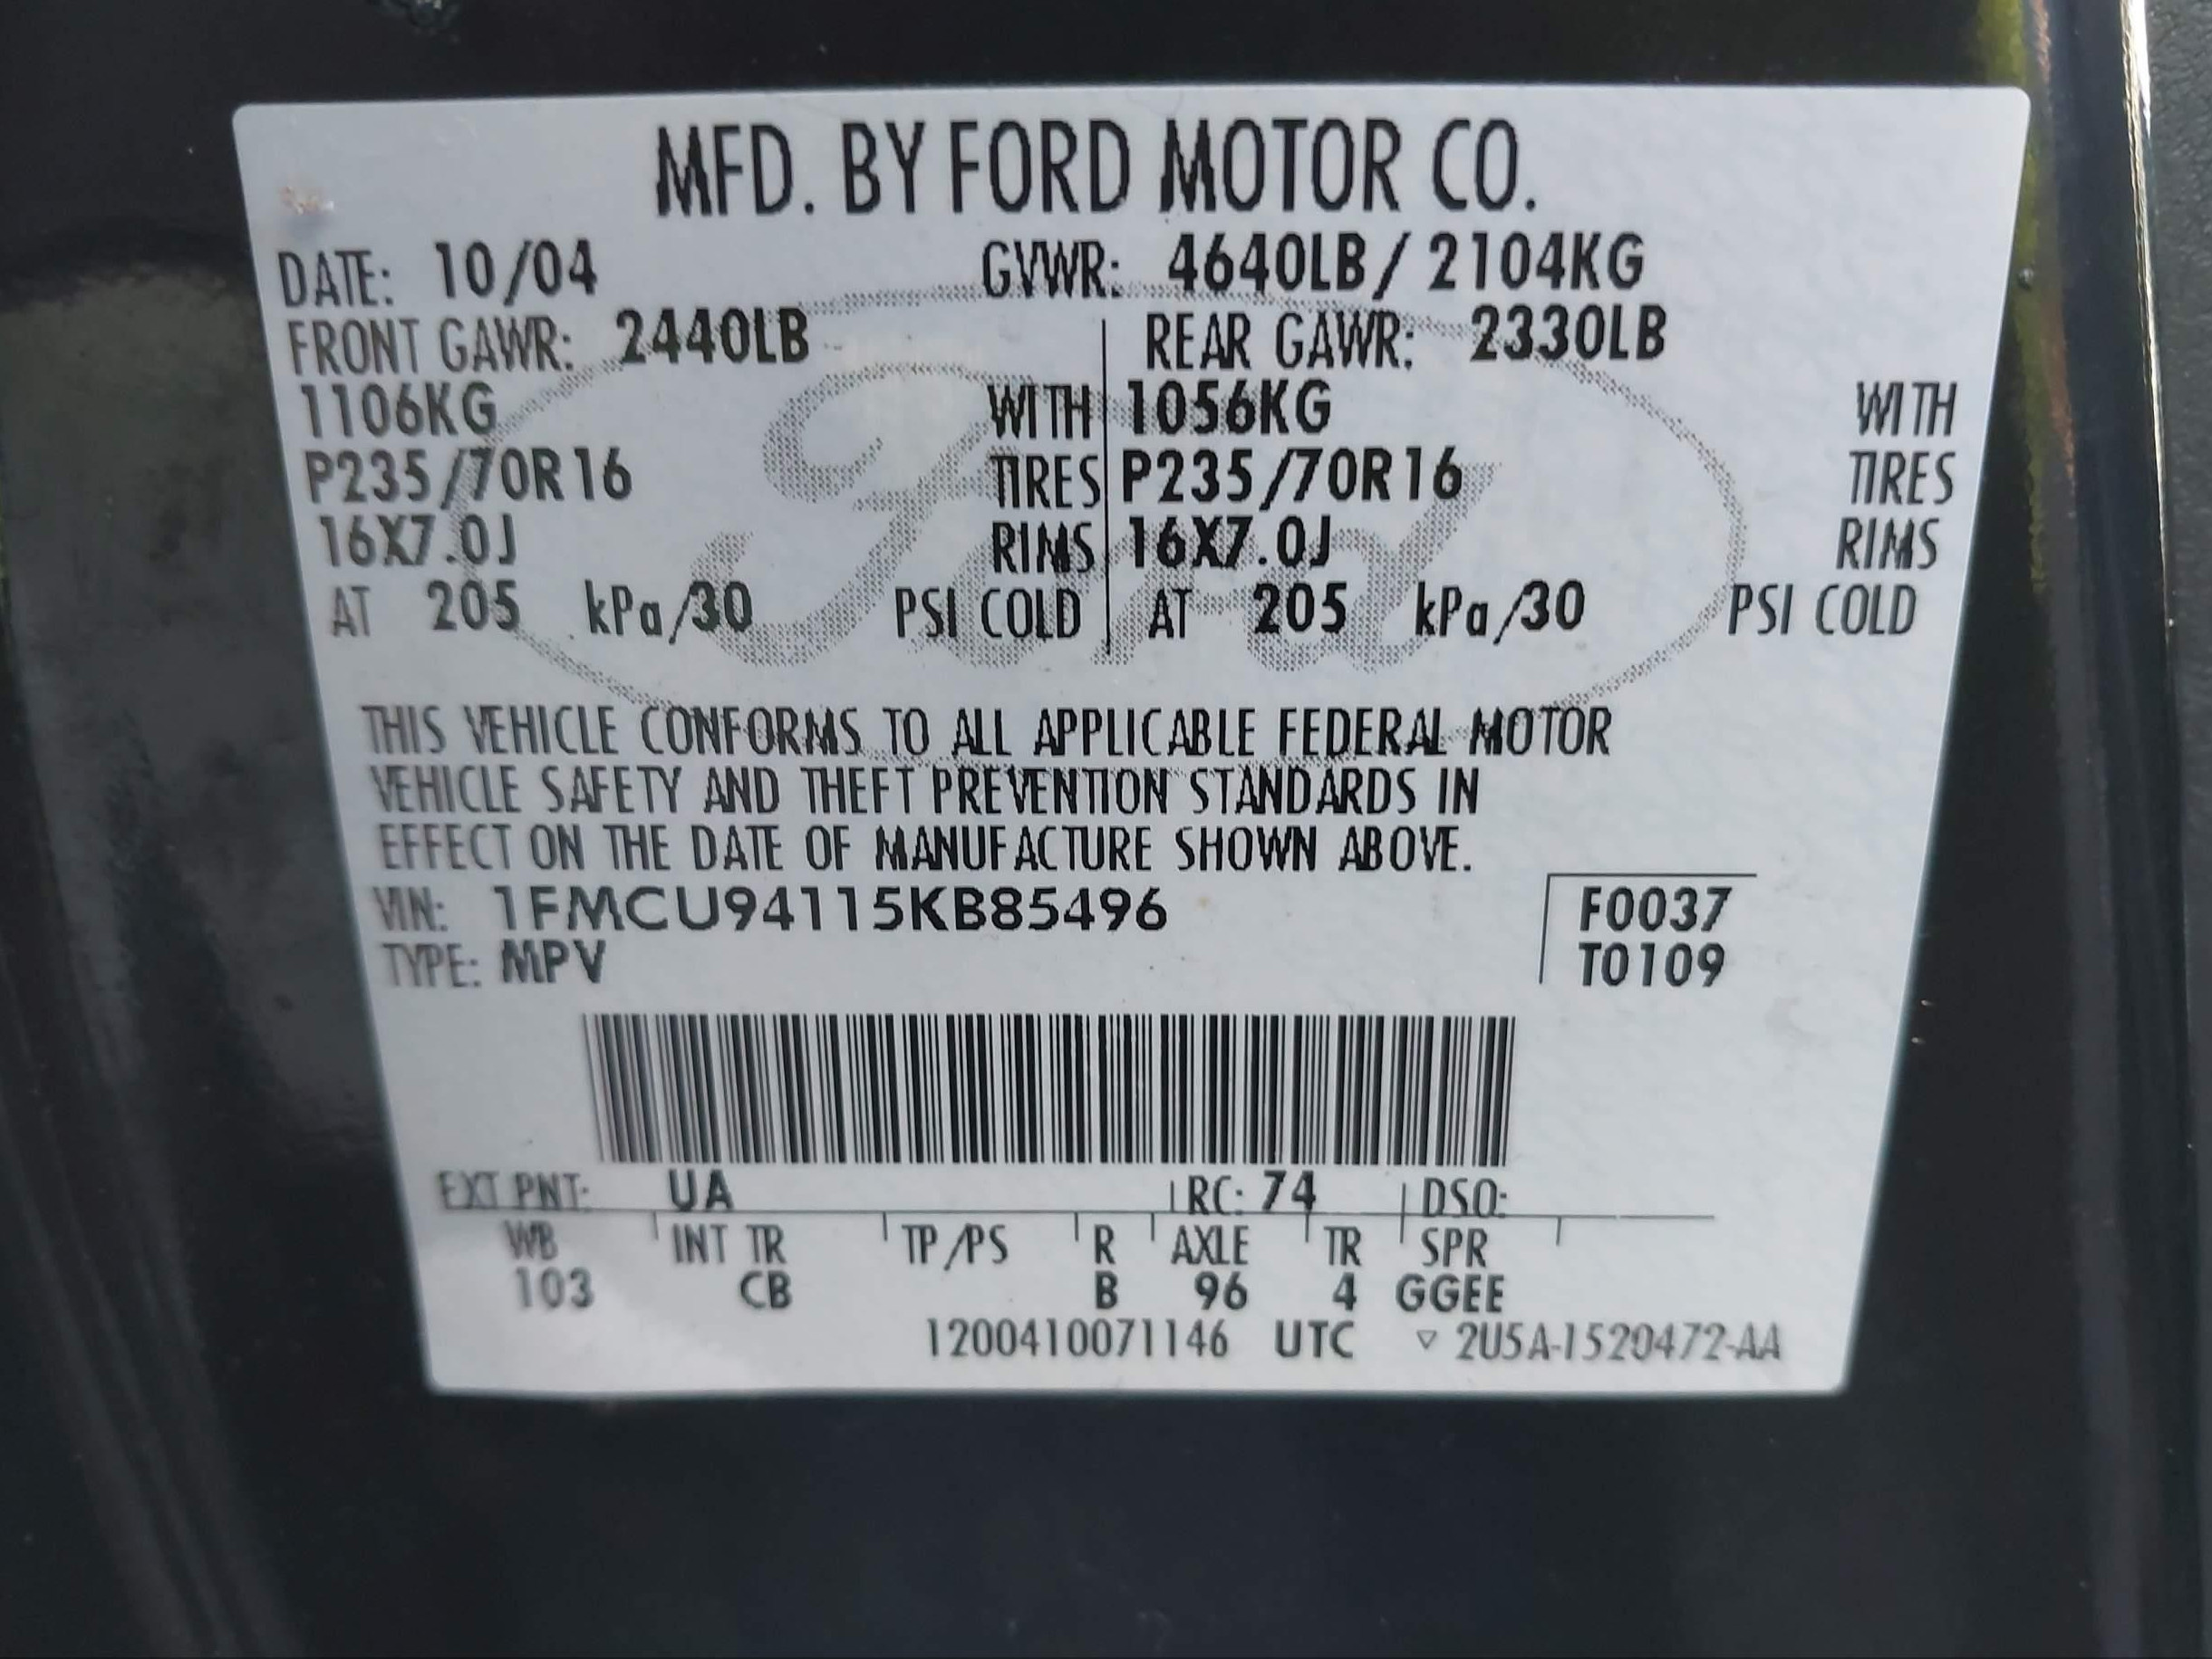 MFD. BY FORD MOTOR CO.
DATE: 10/04 GVWR: 4640LB/ 2104KG
FRONT GAWR: 2440LB REAR GAWR: 2330LB
1106KG WITH 1056KG WITH
P235/70R16 TIRES P235/70R16 TIRES
16X7.0J RIMS 16X7.0J RIMS
AT 205 kPa/30 PSI COLD AT 205 kPa/30 PSI COLD
Ford
THIS VEHICLE CONFORMS TO ALL APPLICABLE FEDERAL MOTOR
VEHICLE SAFETY AND THEFT PREVENTION STANDARDS IN
EFFECT ON THE DATE OF MANUFACTURE SHOWN ABOVE.
VIN: 1FMCU94115KB85496 F0037
TYPE: MPV T0109
EXT PNT: UA RC: 74 DSO:
WB INT TR TP/PS R AXLE TR SPR
103 CB B 96 4 GGEE
1200410071146 UTC ▽ 2U5A-1520472-AA